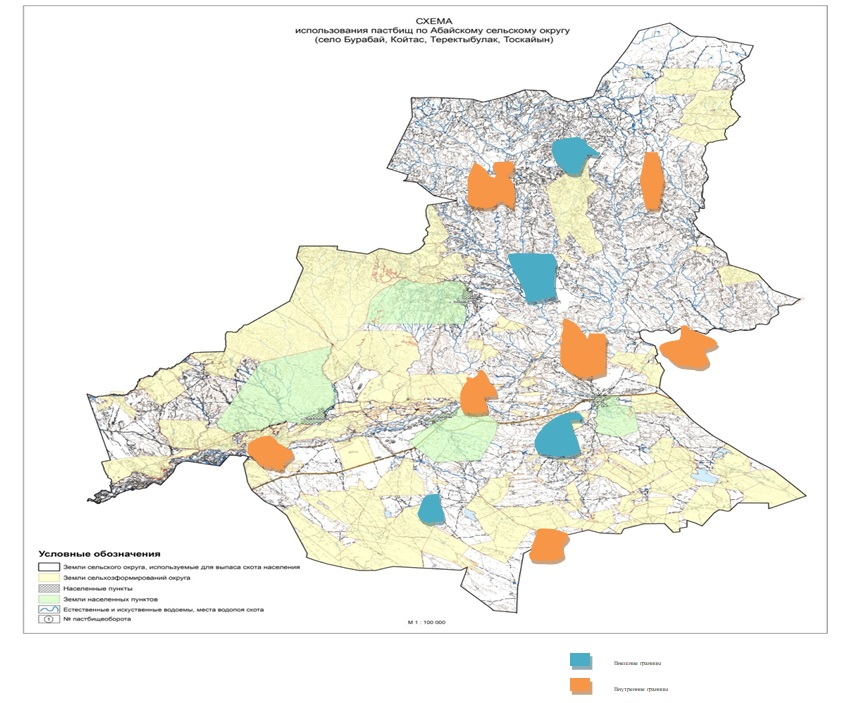 СХЕМА
использования пастбищ по Абайскому сельскому округу
(село Бурабай, Койтас, Теректыбулак, Тоскайын)
Условные обозначения
Земли сельского округа, используемые для выпаса скота населения
Земли сельхозформирований округа
Населенные пункты
Земли населенных пунктов
Естественные и искуственные водоемы, места водопоя скота
1 № пастбищеоборота
М 1 : 100 000
Внешние границы
Внутренние границы